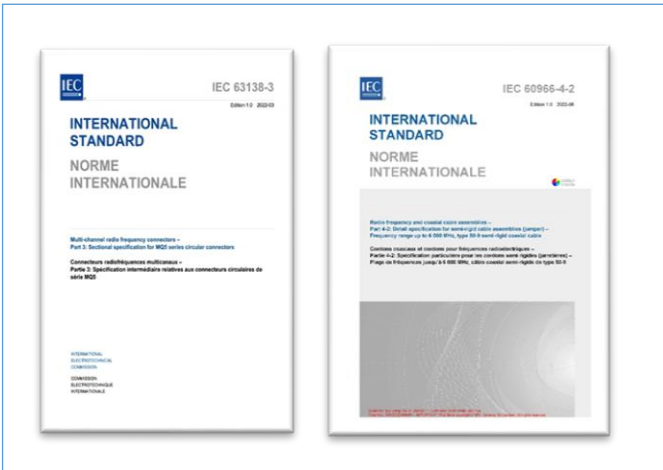 IEC
IEC 63138-3
Edition 1.0 2022-03
INTERNATIONAL
STANDARD
NORME
INTERNATIONALE
Multi-channel radio frequency connectors –
Part 3: Sectional specification for MQ5 series circular connectors
Connecteurs radiofréquences multicanaux –
Partie 3: Spécification intermédiaire relatives aux connecteurs circulaires de
série MQ5
INTERNATIONAL
ELECTROTECHNICAL
COMMISSION
COMMISSION
ELECTROTECHNIQUE
INTERNATIONALE
IEC
IEC 60966-4-2
Edition 1.0 2022-06
INTERNATIONAL
STANDARD
NORME
INTERNATIONALE
Radio frequency and coaxial cable assemblies –
Part 4-2: Detail specification for semi-rigid cable assemblies (jumper) –
Frequency range up to 6 000 MHz, type 50-9 semi-rigid coaxial cable
Cordons coaxiaux et cordons pour fréquences radioélectriques –
Partie 4-2: Spécification particulière pour les cordons semi rigides –
Plage de fréquences jusqu'à 6 000 MHz, câble coaxial semi-rigide de type 50-9